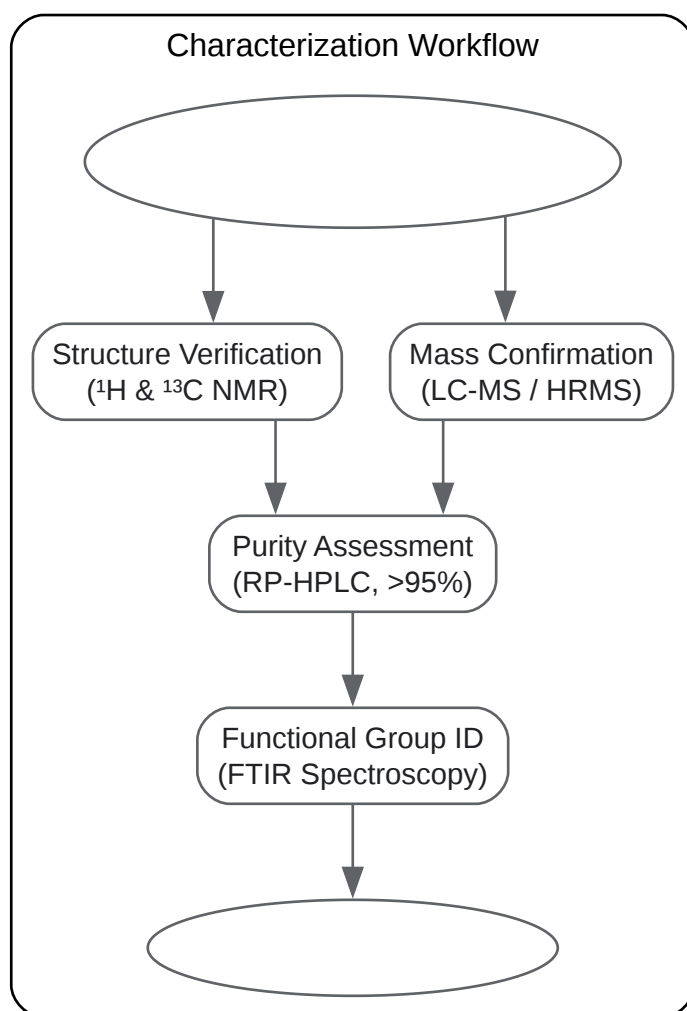 Characterization Workflow
Structure Verification
(¹H & ¹³C NMR)
Mass Confirmation
(LC-MS / HRMS)
Purity Assessment
(RP-HPLC, >95%)
Functional Group ID
(FTIR Spectroscopy)